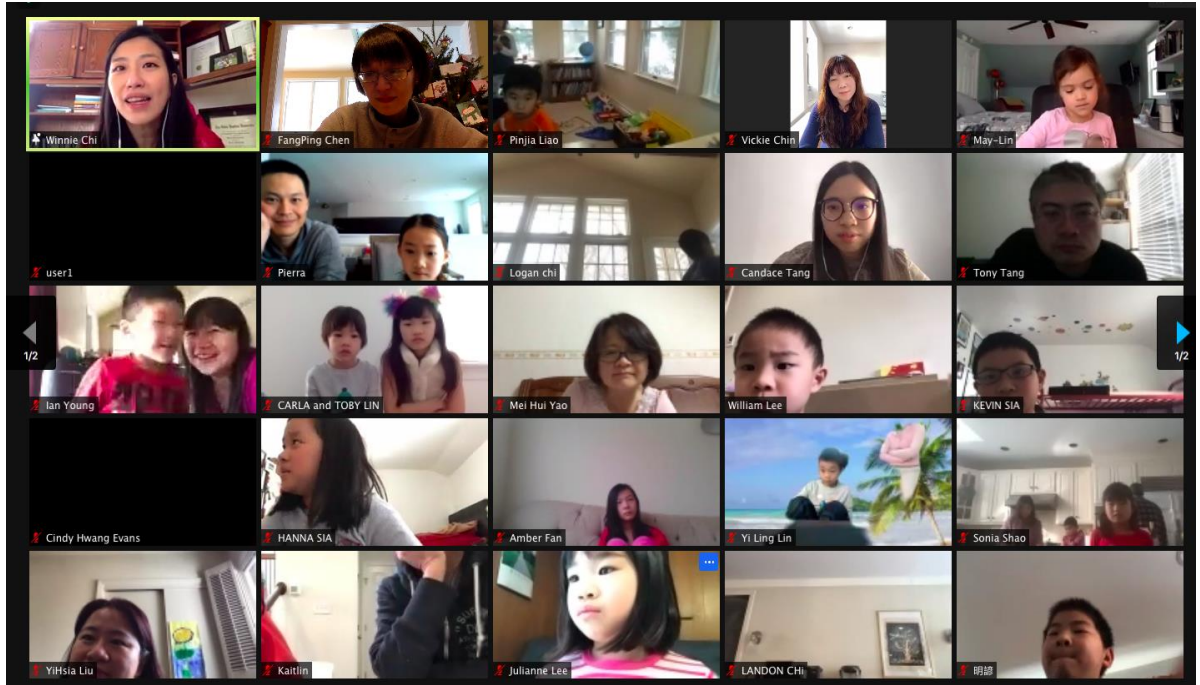 Winnie Chi
FangPing Chen
Pinjia Liao
Vickie Chin
May-Lin
user1
Pierra
Logan chi
Candace Tang
Tony Tang
1/2
1/2
Ian Young
CARLA and TOBY LIN
Mei Hui Yao
William Lee
KEVIN SIA
Cindy Hwang Evans
HANNA SIA
Amber Fan
Yi Ling Lin
Sonia Shao
YiHsia Liu
Kaitlin
Julianne Lee
LANDON CHi
明諺